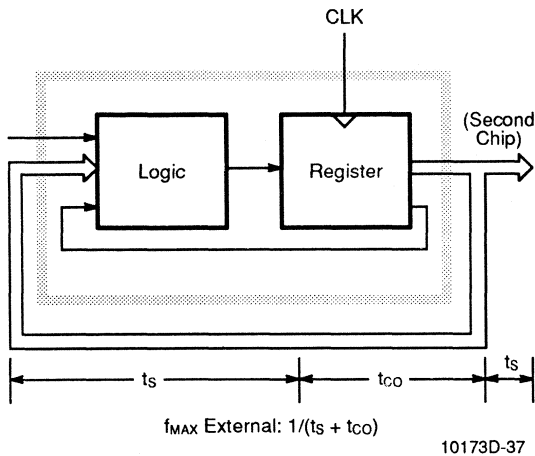 CLK
(Second
Chip)
Logic
Register
tS
tCO
tS
fMAX External: 1/(tS + tCO)
10173D-37